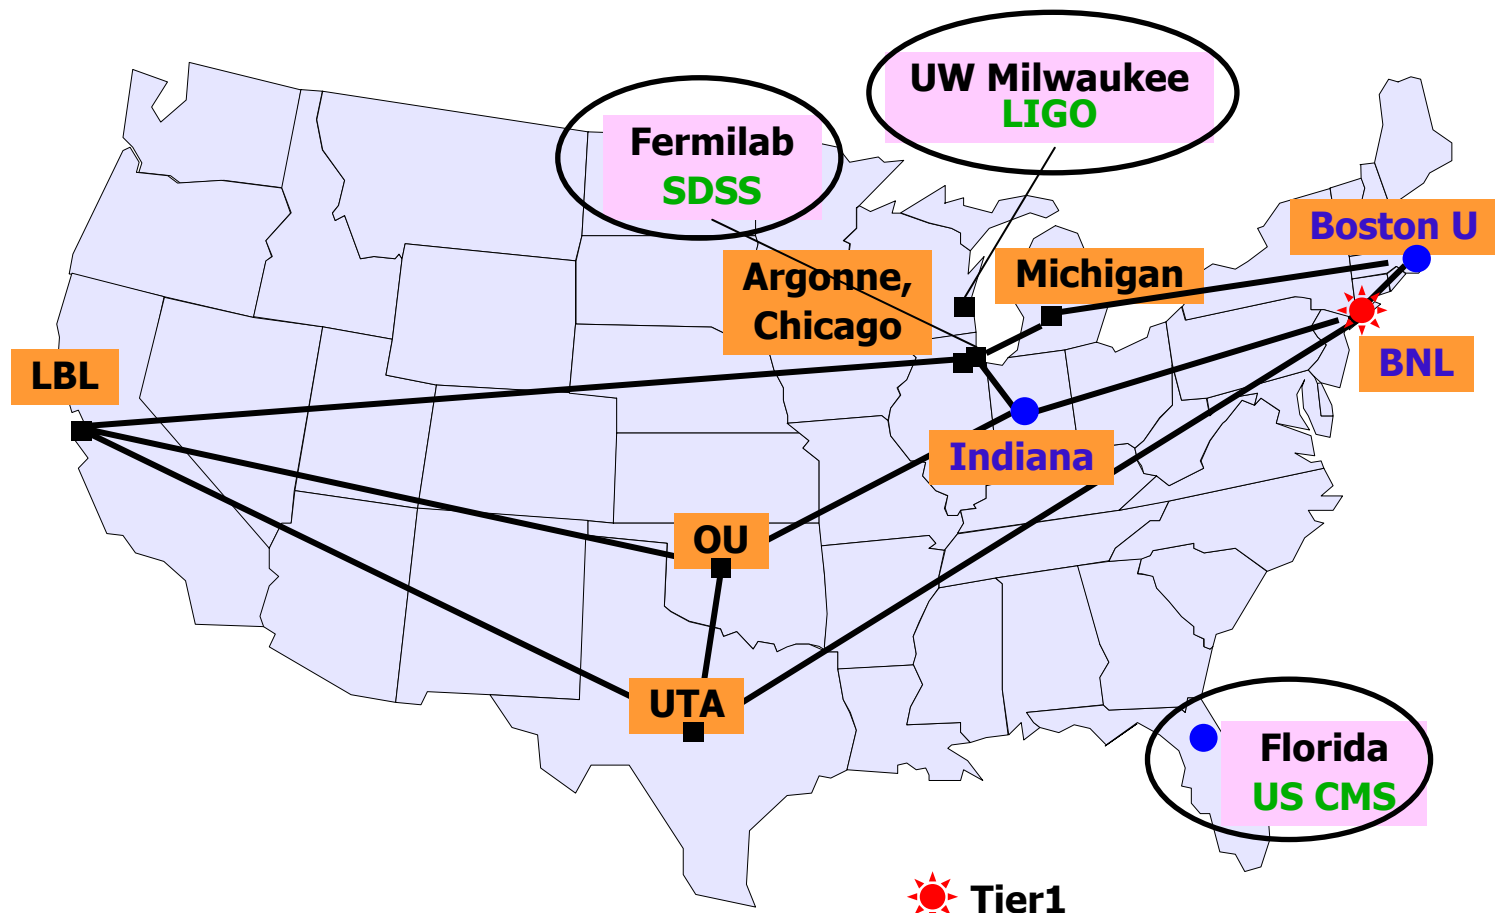 UW Milwaukee
LIGO
Fermilab
SDSS
Boston U
Argonne,
Chicago
Michigan
LBL
BNL
Indiana
OU
UTA
Florida
US CMS
Tier1